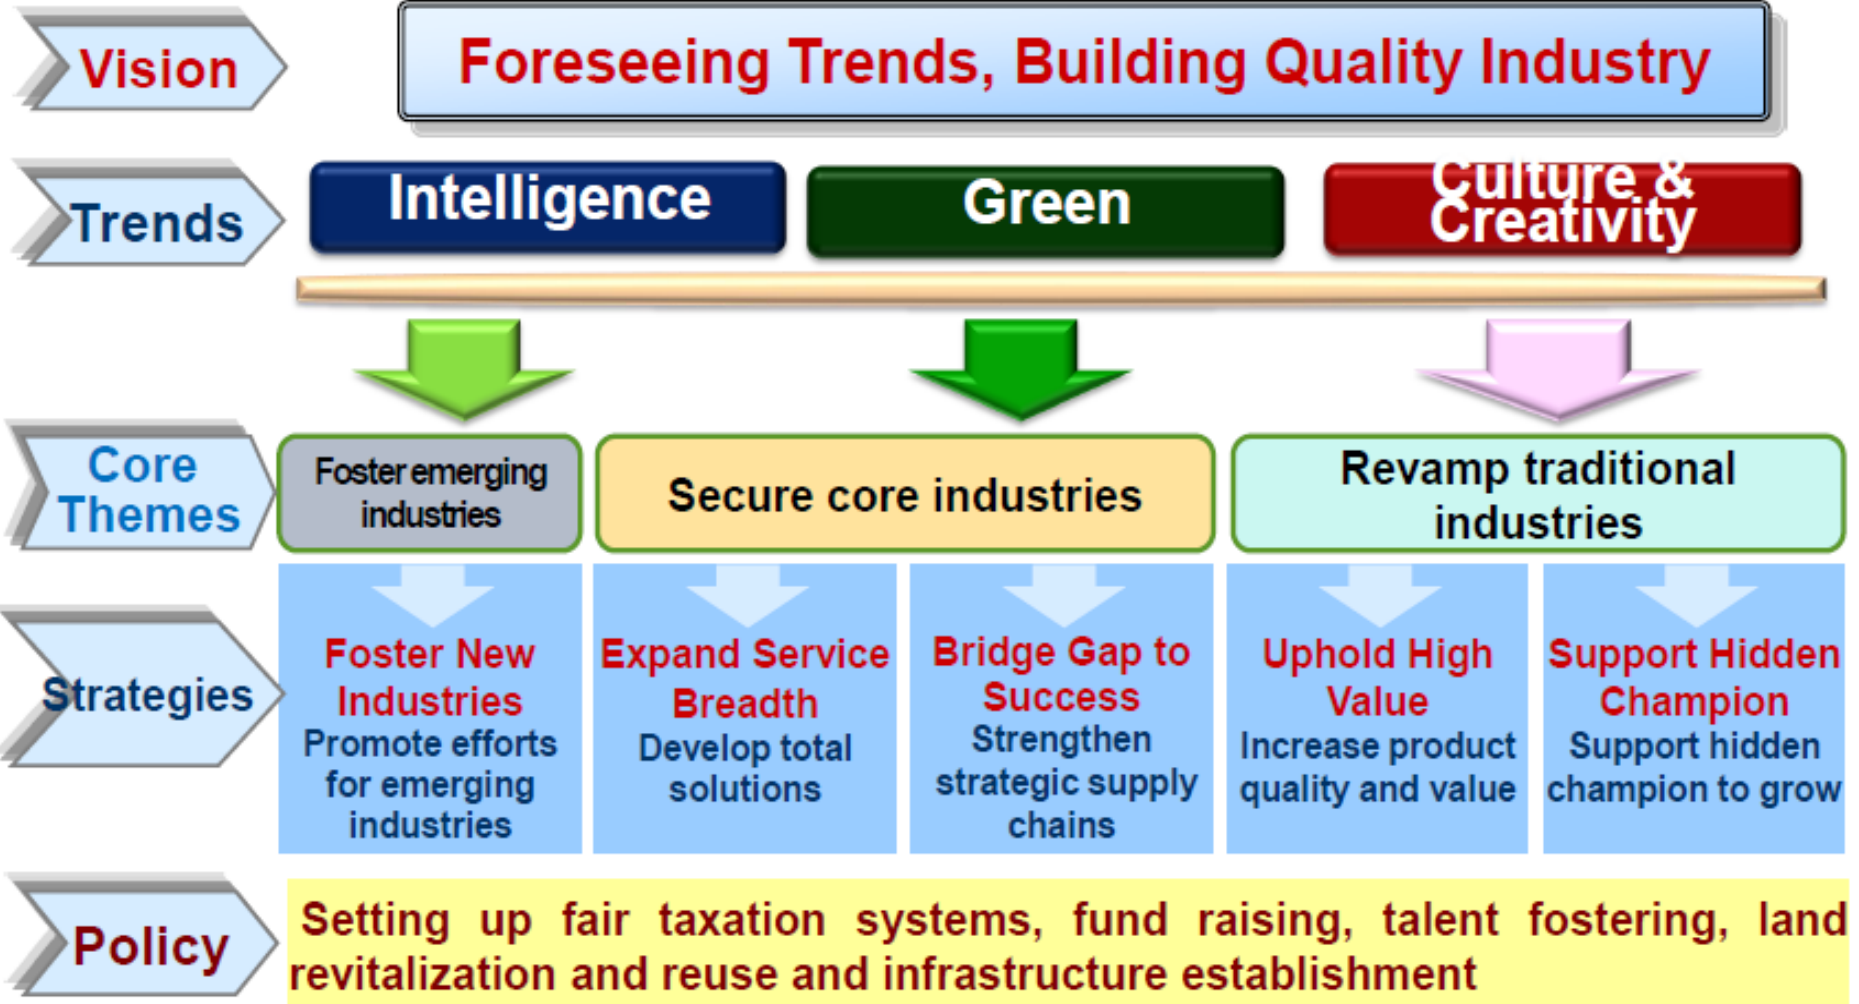 Vision
Foreseeing Trends, Building Quality Industry
Trends
Intelligence
Green
Culture &
Creativity
Core
Themes
Foster emerging
industries
Secure core industries
Revamp traditional
industries
Strategies
Foster New
Industries
Promote efforts
for emerging
industries
Expand Service
Breadth
Develop total
solutions
Bridge Gap to
Success
Strengthen
strategic supply
chains
Uphold High
Value
Increase product
quality and value
Support Hidden
Champion
Support hidden
champion to grow
Policy
Setting up fair taxation systems, fund raising, talent fostering, land
revitalization and reuse and infrastructure establishment